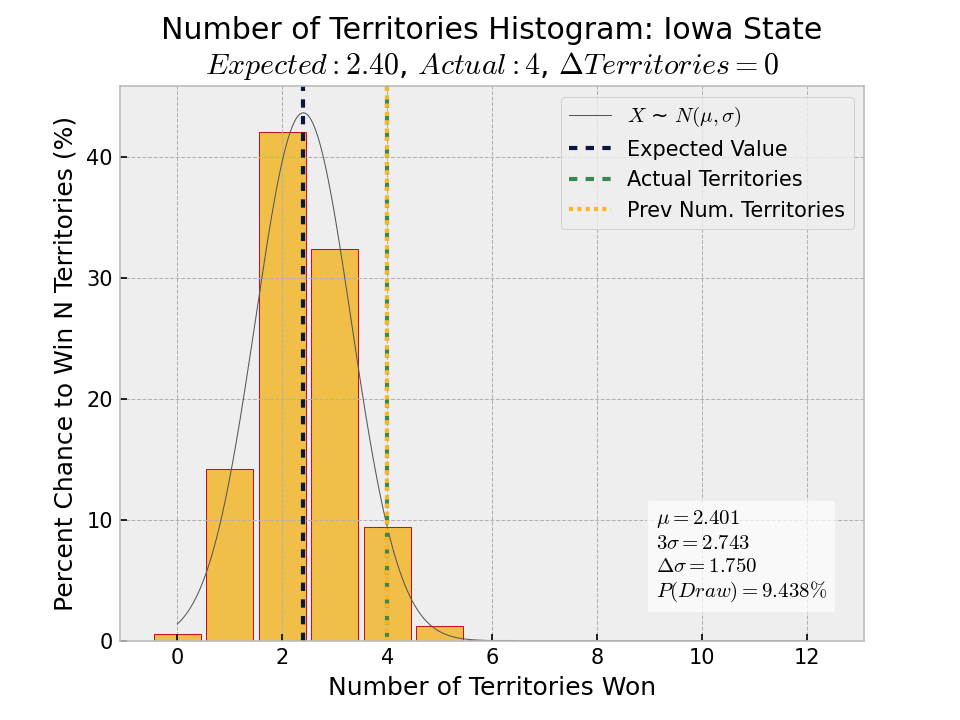 Number of Territories Histogram: Iowa State
Expected : 2.40, Actual : 4, ΔTerritories = 0
Percent Chance to Win N Territories (%)
40
30
20
10
0
X ~ N(μ, σ)
Expected Value
Actual Territories
Prev Num. Territories
μ = 2.401
3σ = 2.743
Δσ = 1.750
P(Draw) = 9.438%
0 2 4 6 8 10 12
Number of Territories Won